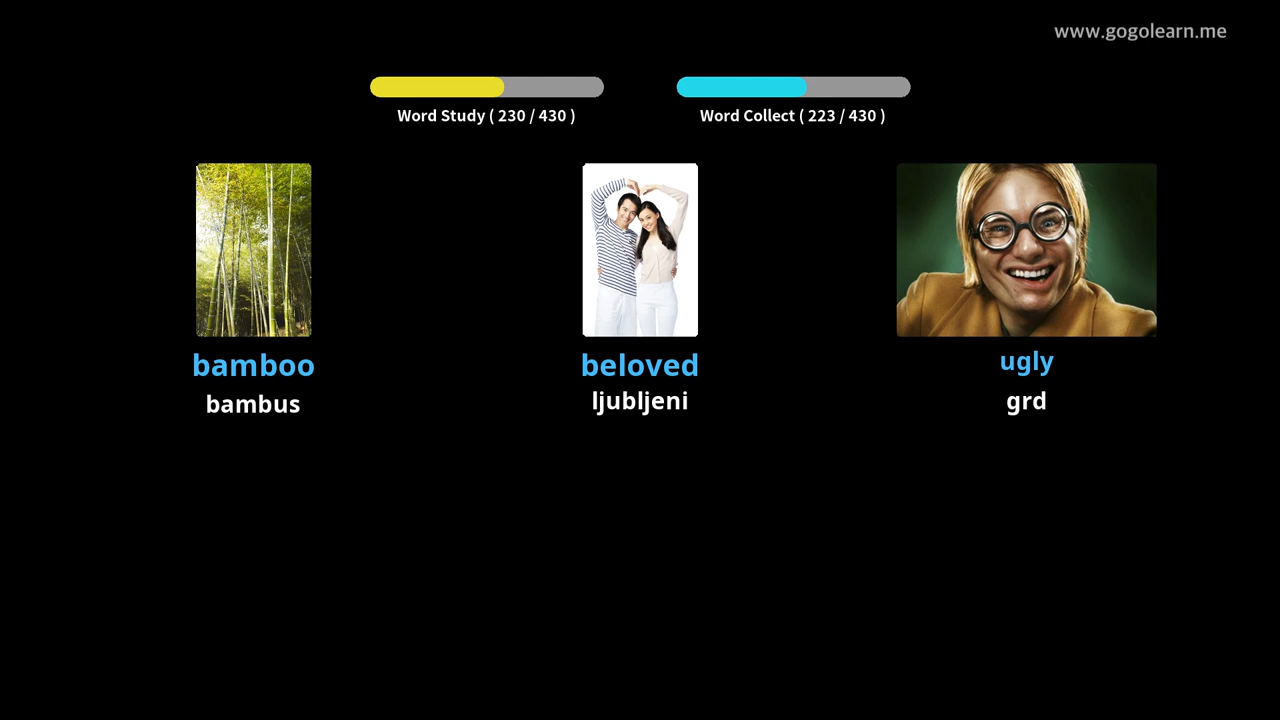 www.gogolearn.me
Word Study ( 230 / 430 )
Word Collect ( 223 / 430 )
bamboo
bambus
beloved
ljubljeni
ugly
grd